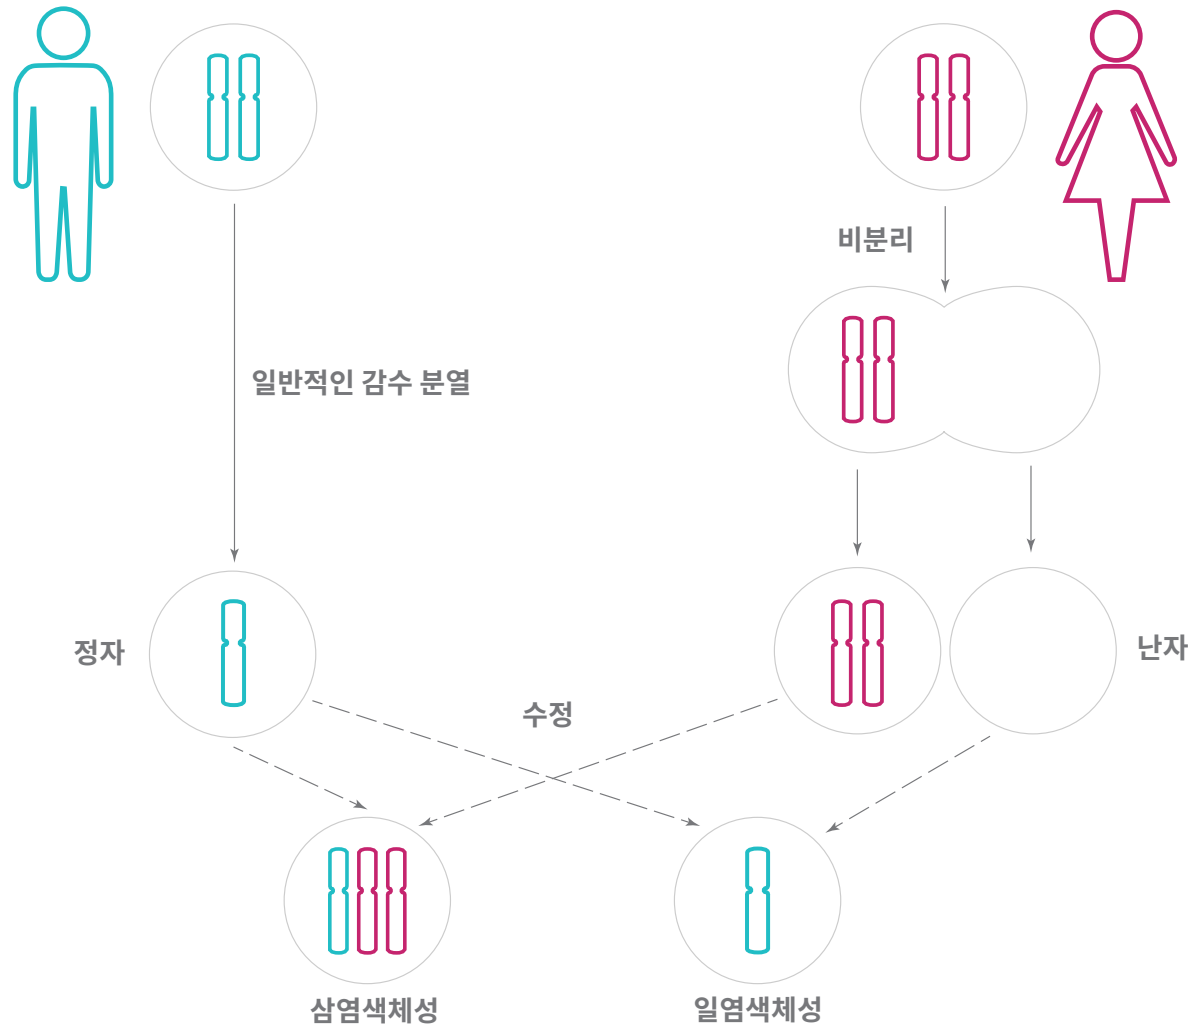 비분리
일반적인 감수 분열
정자
난자
수정
삼염색체성
일염색체성